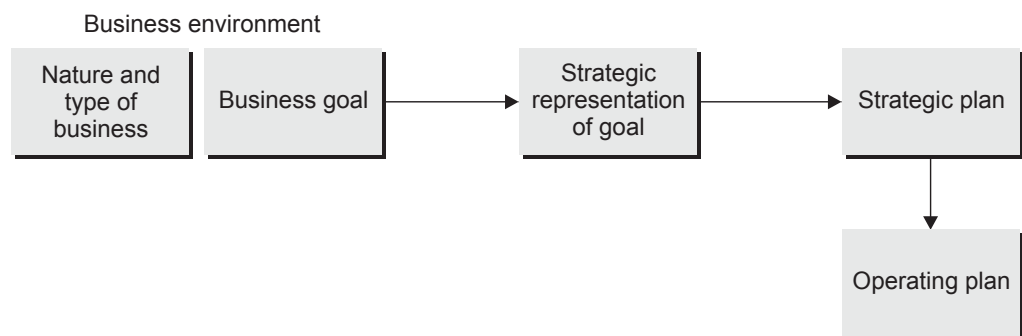 Business environment
Nature and
type of
business
Business goal
Strategic
representation
of goal
Strategic plan
Operating plan